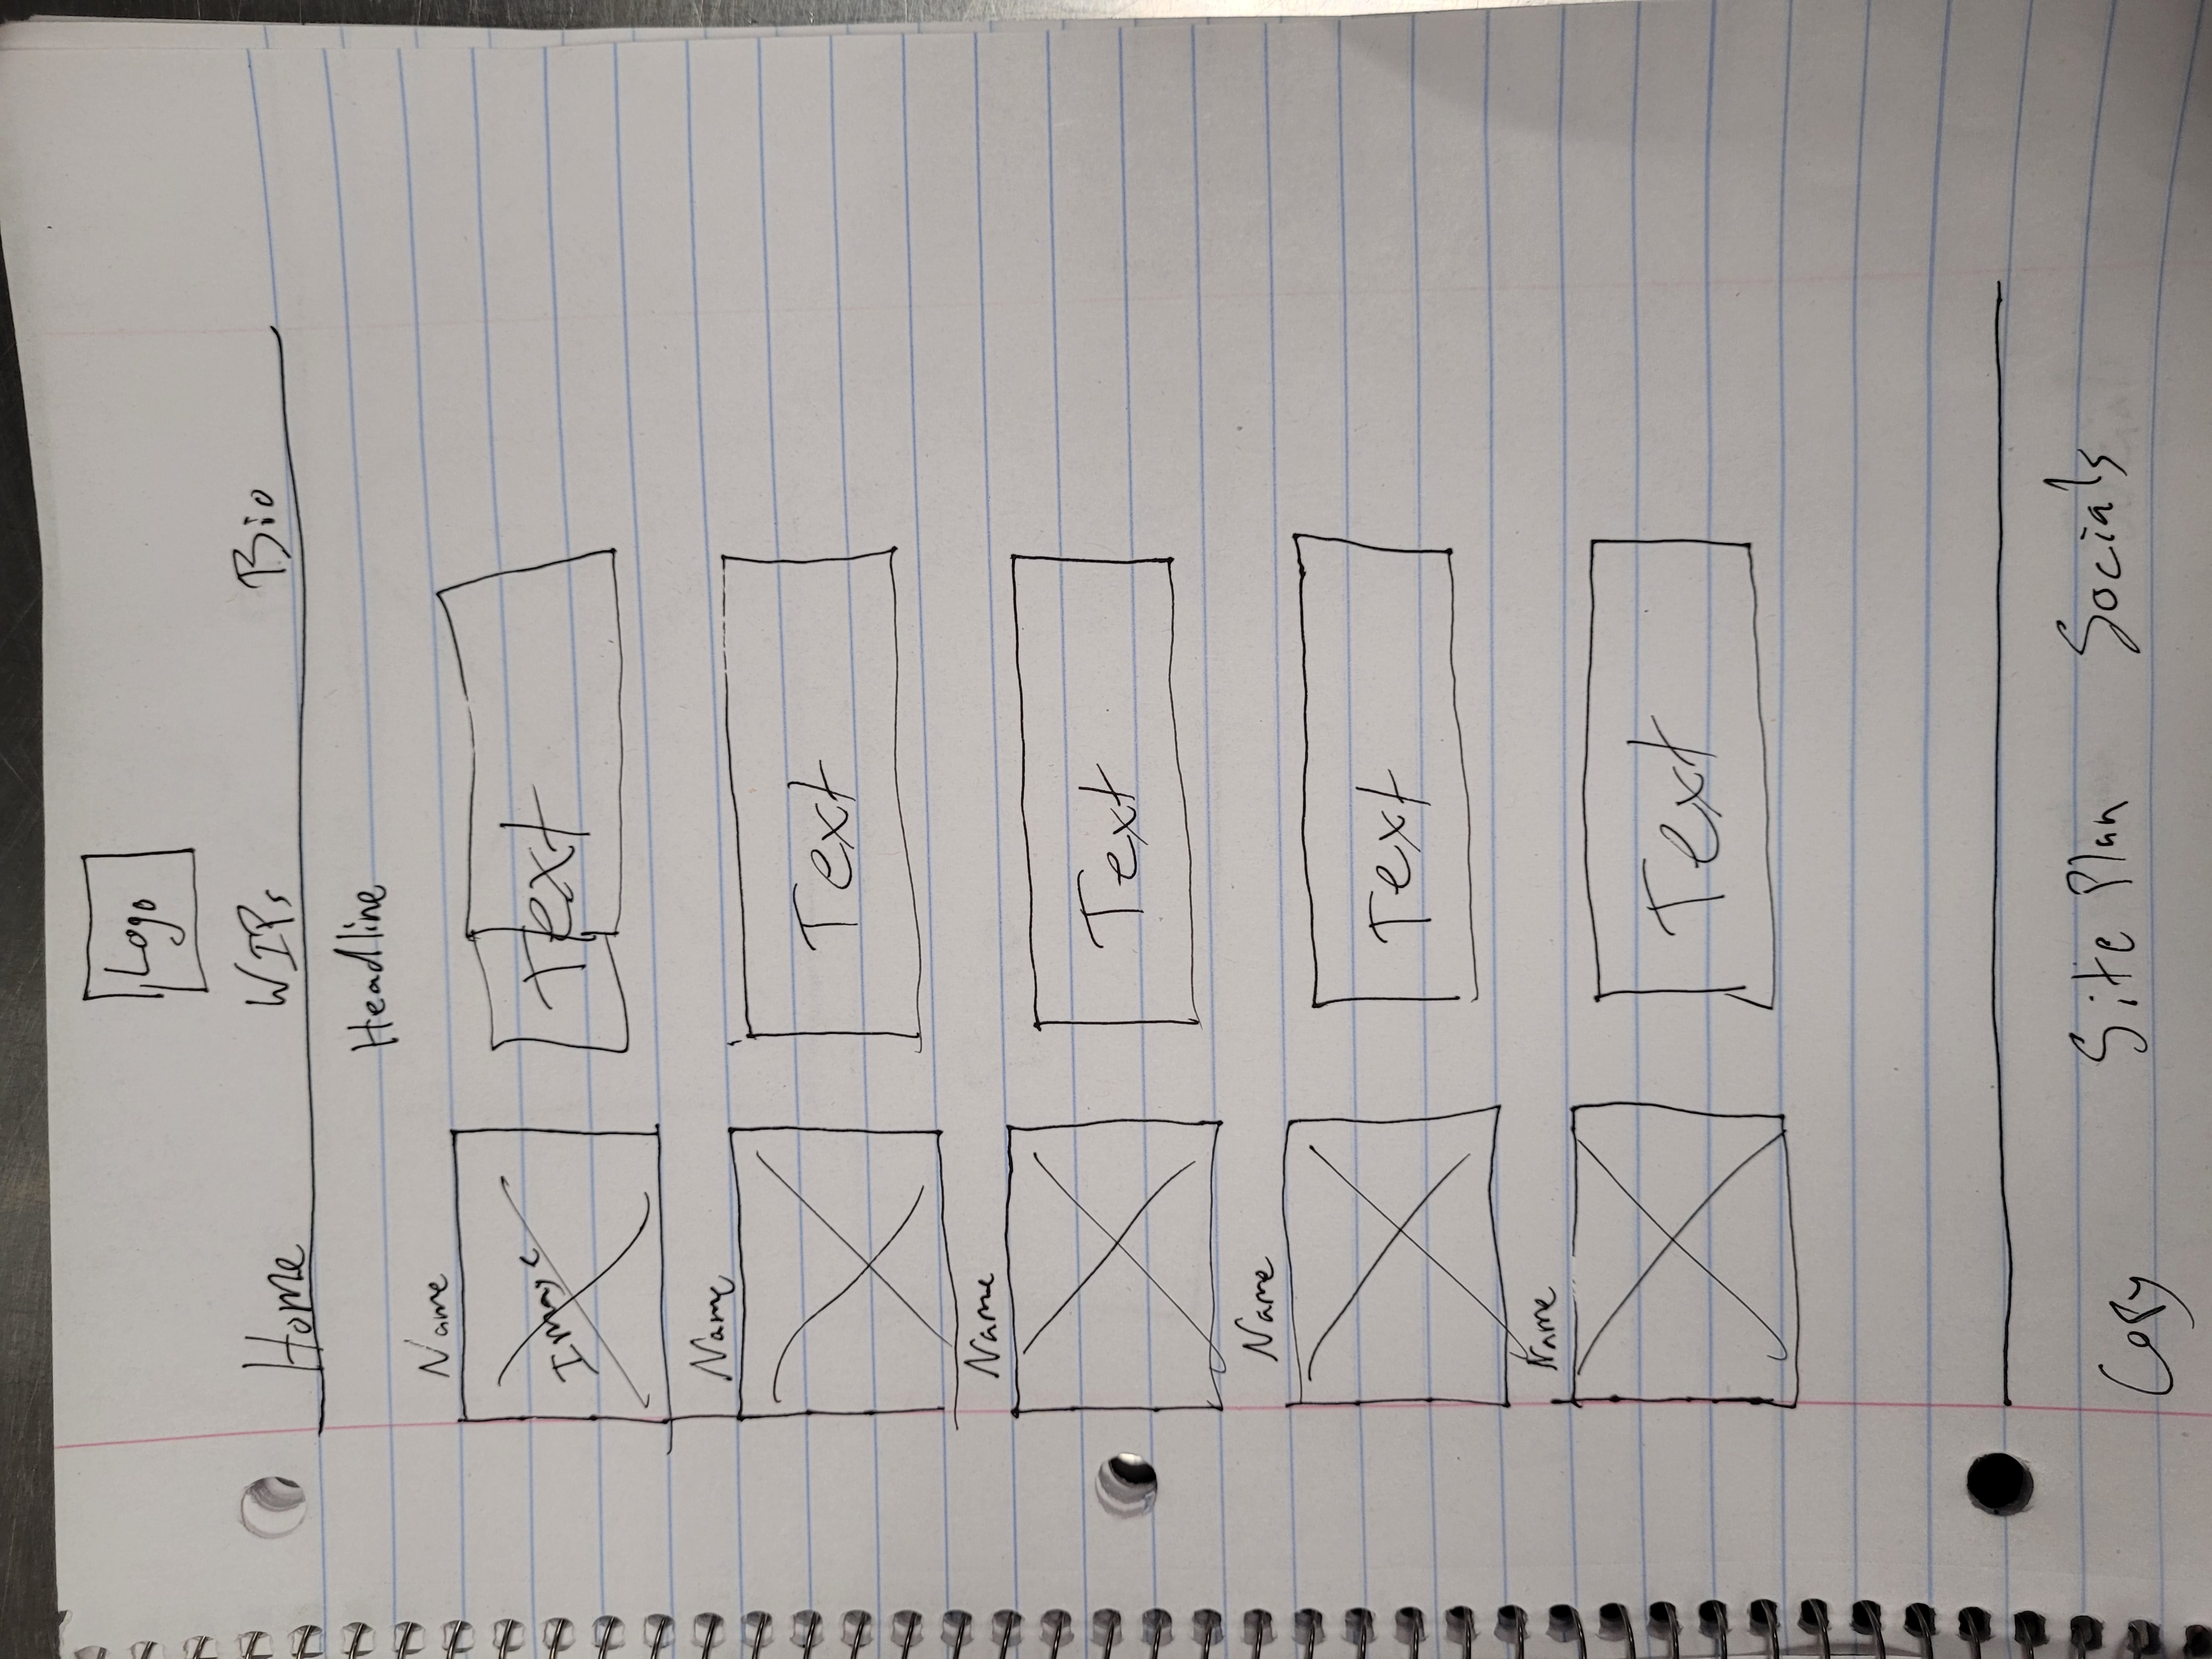 Logo
Home WIPs Bio
Headline
Name
Image Text
Name
Text
Name
Text
Name
Text
Name
Text
Copy Site Plan Socials